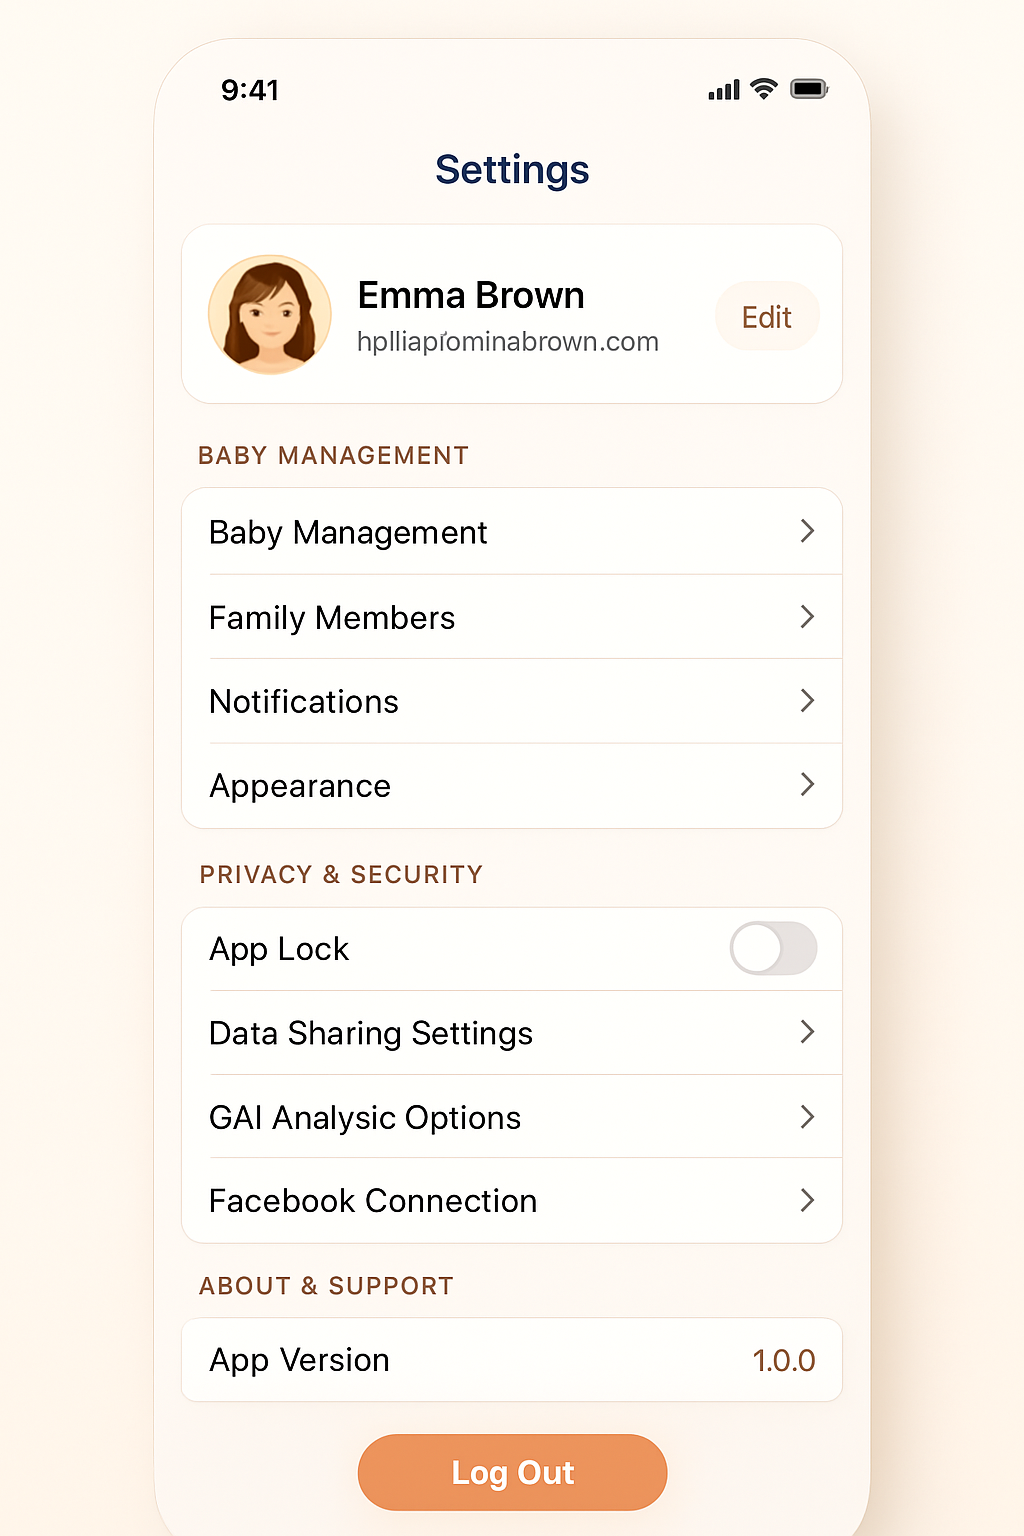 9:41
Settings
Emma Brown
hplliaprominabrown.com
Edit
BABY MANAGEMENT
Baby Management
Family Members
Notifications
Appearance
PRIVACY & SECURITY
App Lock
Data Sharing Settings
GAI Analysic Options
Facebook Connection
ABOUT & SUPPORT
App Version
1.0.0
Log Out